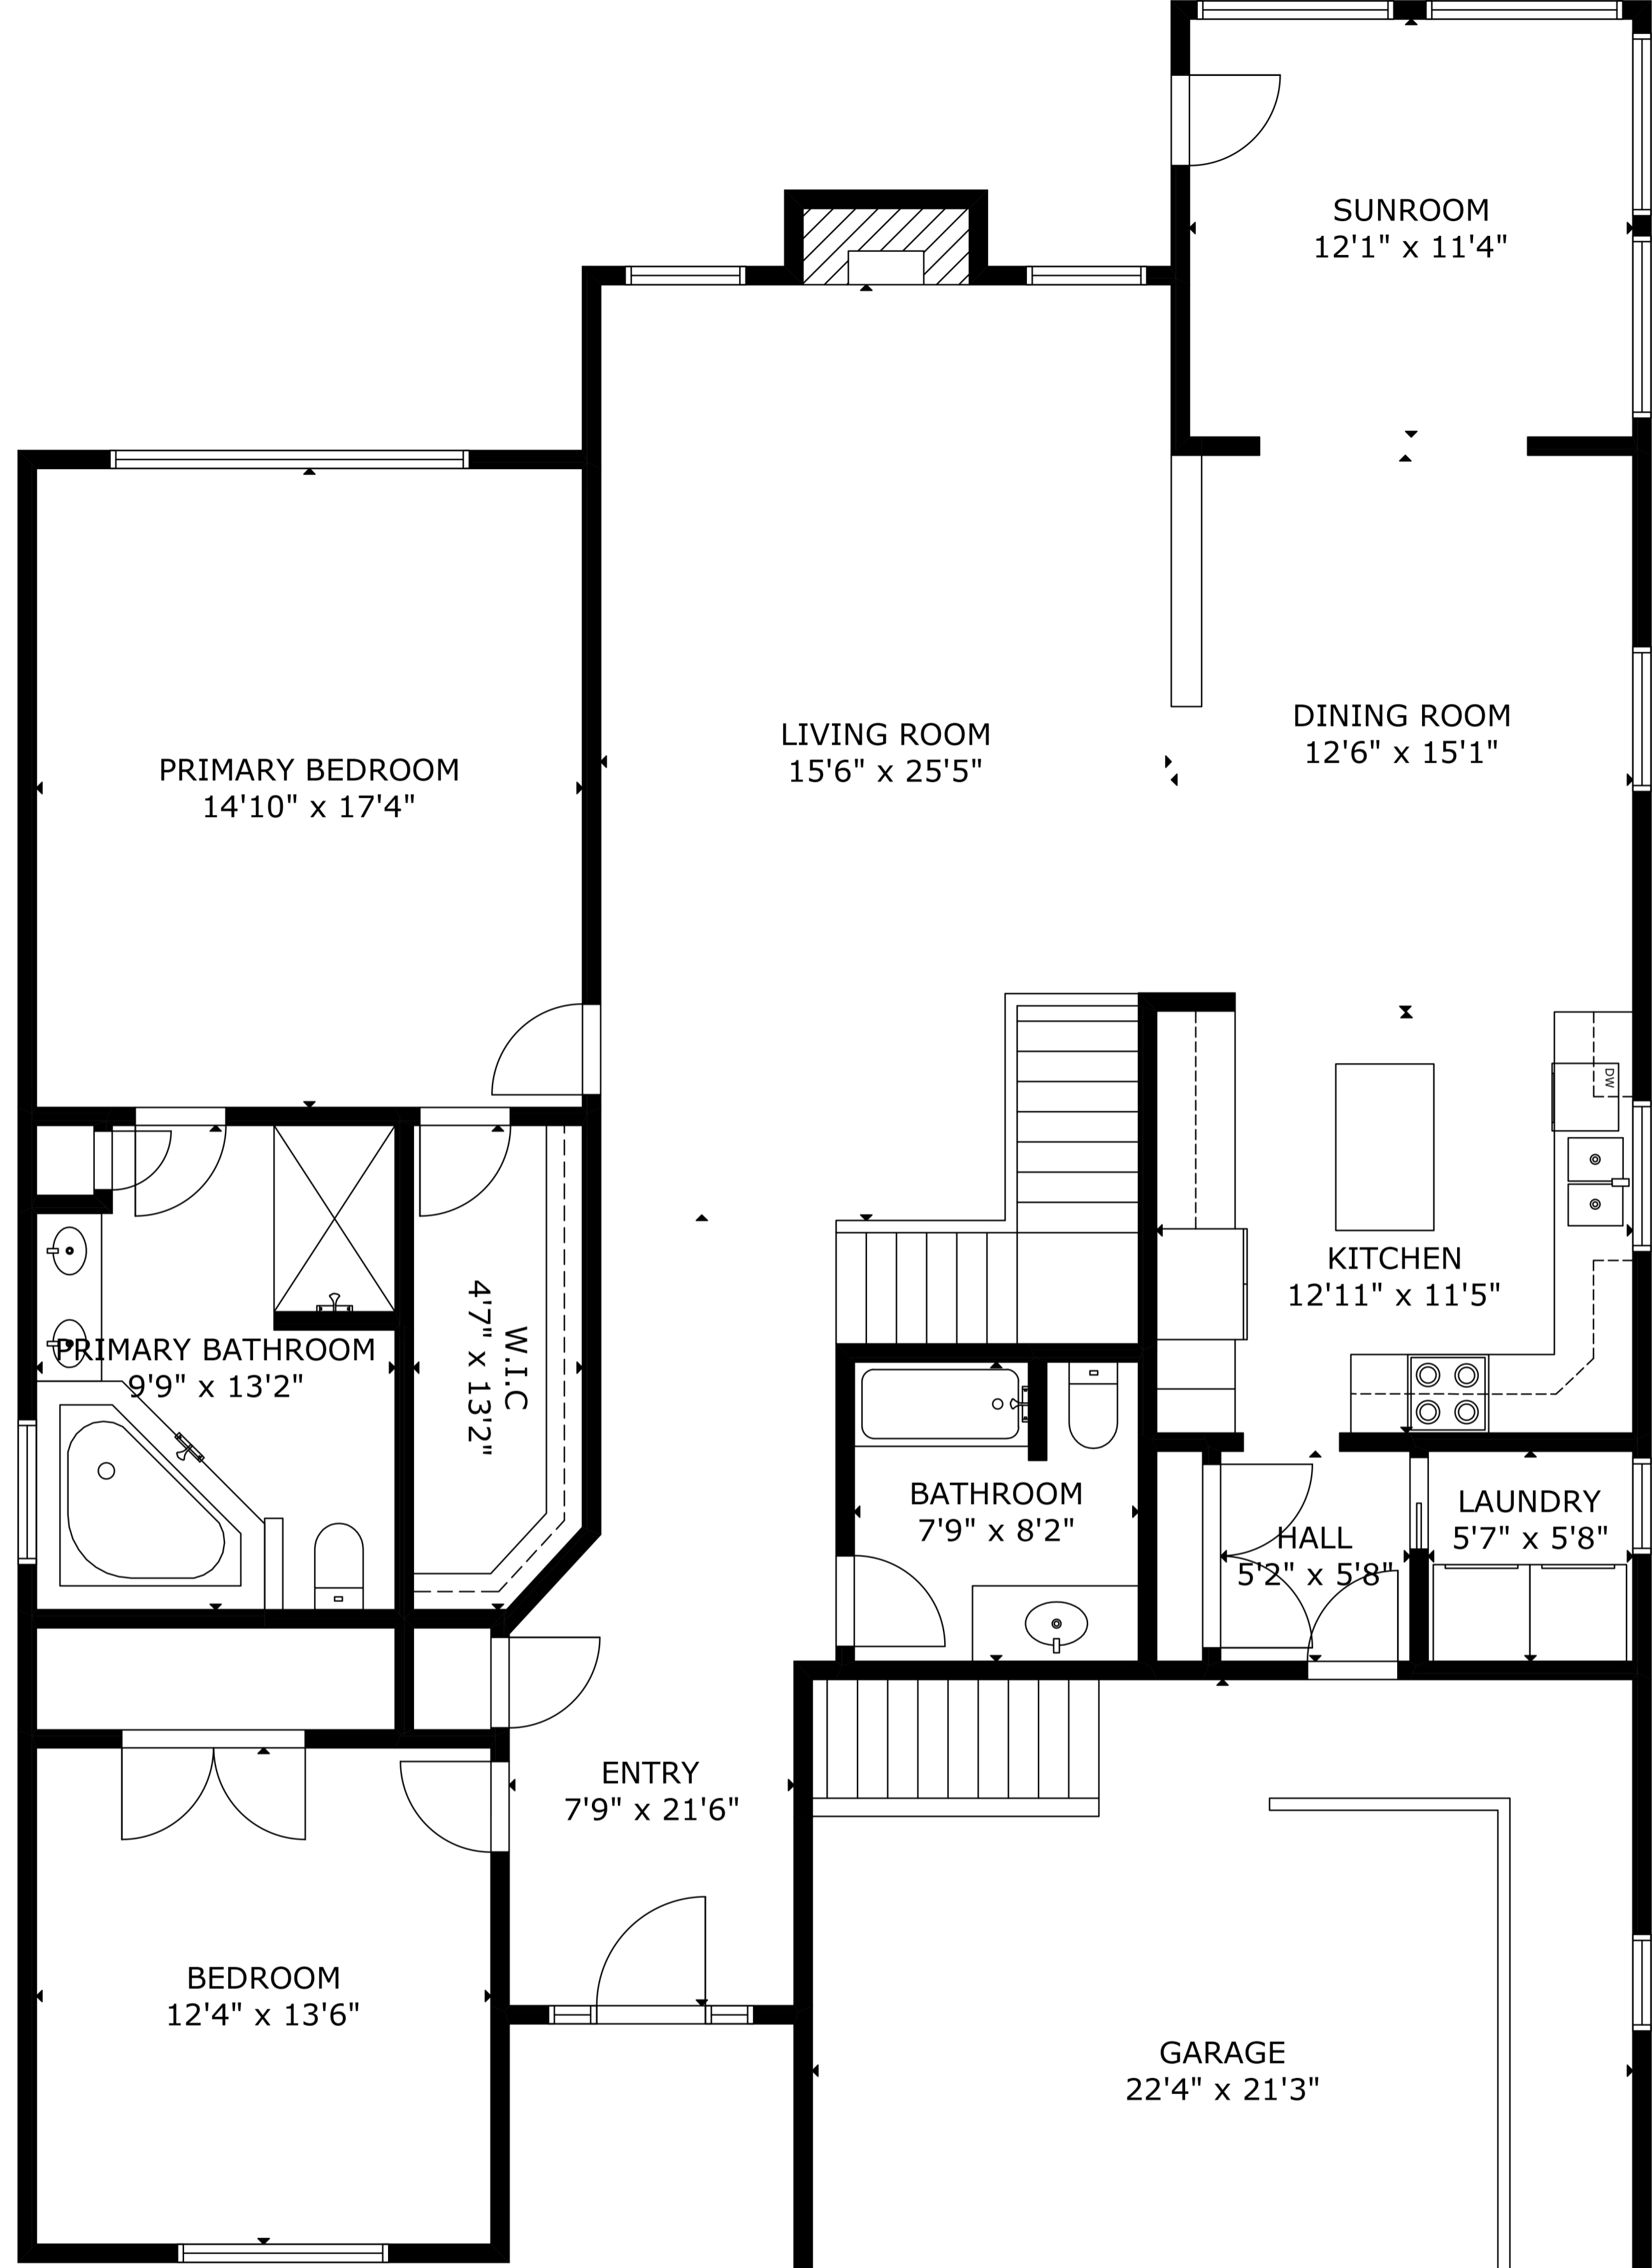 SUNROOM
12'1" x 11'4"
LIVING ROOM
15'6" x 25'5"
DINING ROOM
12'6" x 15'1"
PRIMARY BEDROOM
14'10" x 17'4"
DW
KITCHEN
12'11" x 11'5"
PRIMARY BATHROOM
9'9" x 13'2"
W.I.C
4'7" x 13'2"
BATHROOM
7'9" x 8'2"
HALL
5'2" x 5'8"
LAUNDRY
5'7" x 5'8"
ENTRY
7'9" x 21'6"
BEDROOM
12'4" x 13'6"
GARAGE
22'4" x 21'3"